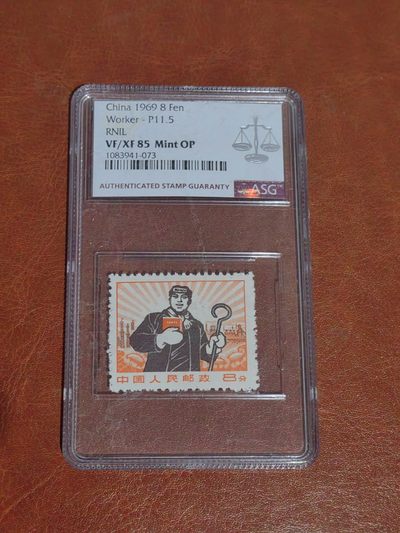 China 1969 8 Fen
Worker - P11.5
RNIL
VF/XF 85 Mint OP
1083941-073
AUTHENTICATED STAMP GUARANTY
ASG
中国人民邮政 8分